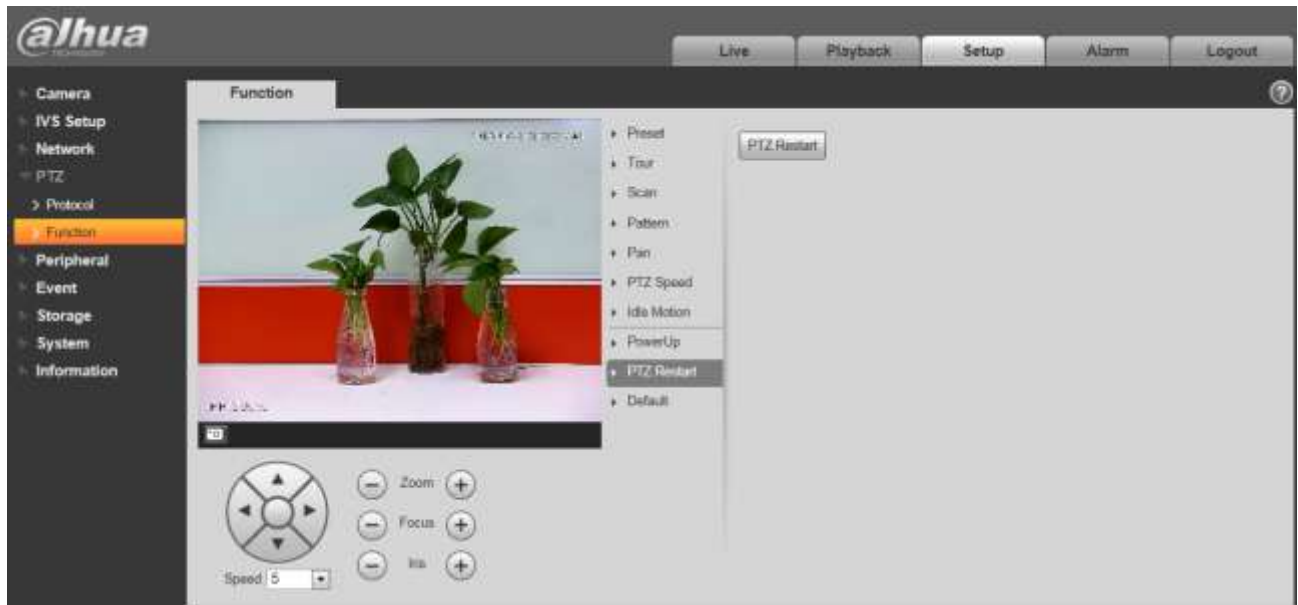 alhua
TECHNOLOGY
Live
Playback
Setup
Alarm
Logout
Camera
IVS Setup
Network
PTZ
Protocol
Function
Peripheral
Event
Storage
System
Information
Function
?
Preset
Tour
Scan
Pattern
Pan
PTZ Speed
Idle Motion
PowerUp
PTZ Restart
Default
PTZ Restart
Zoom
Focus
Iris
Speed 5